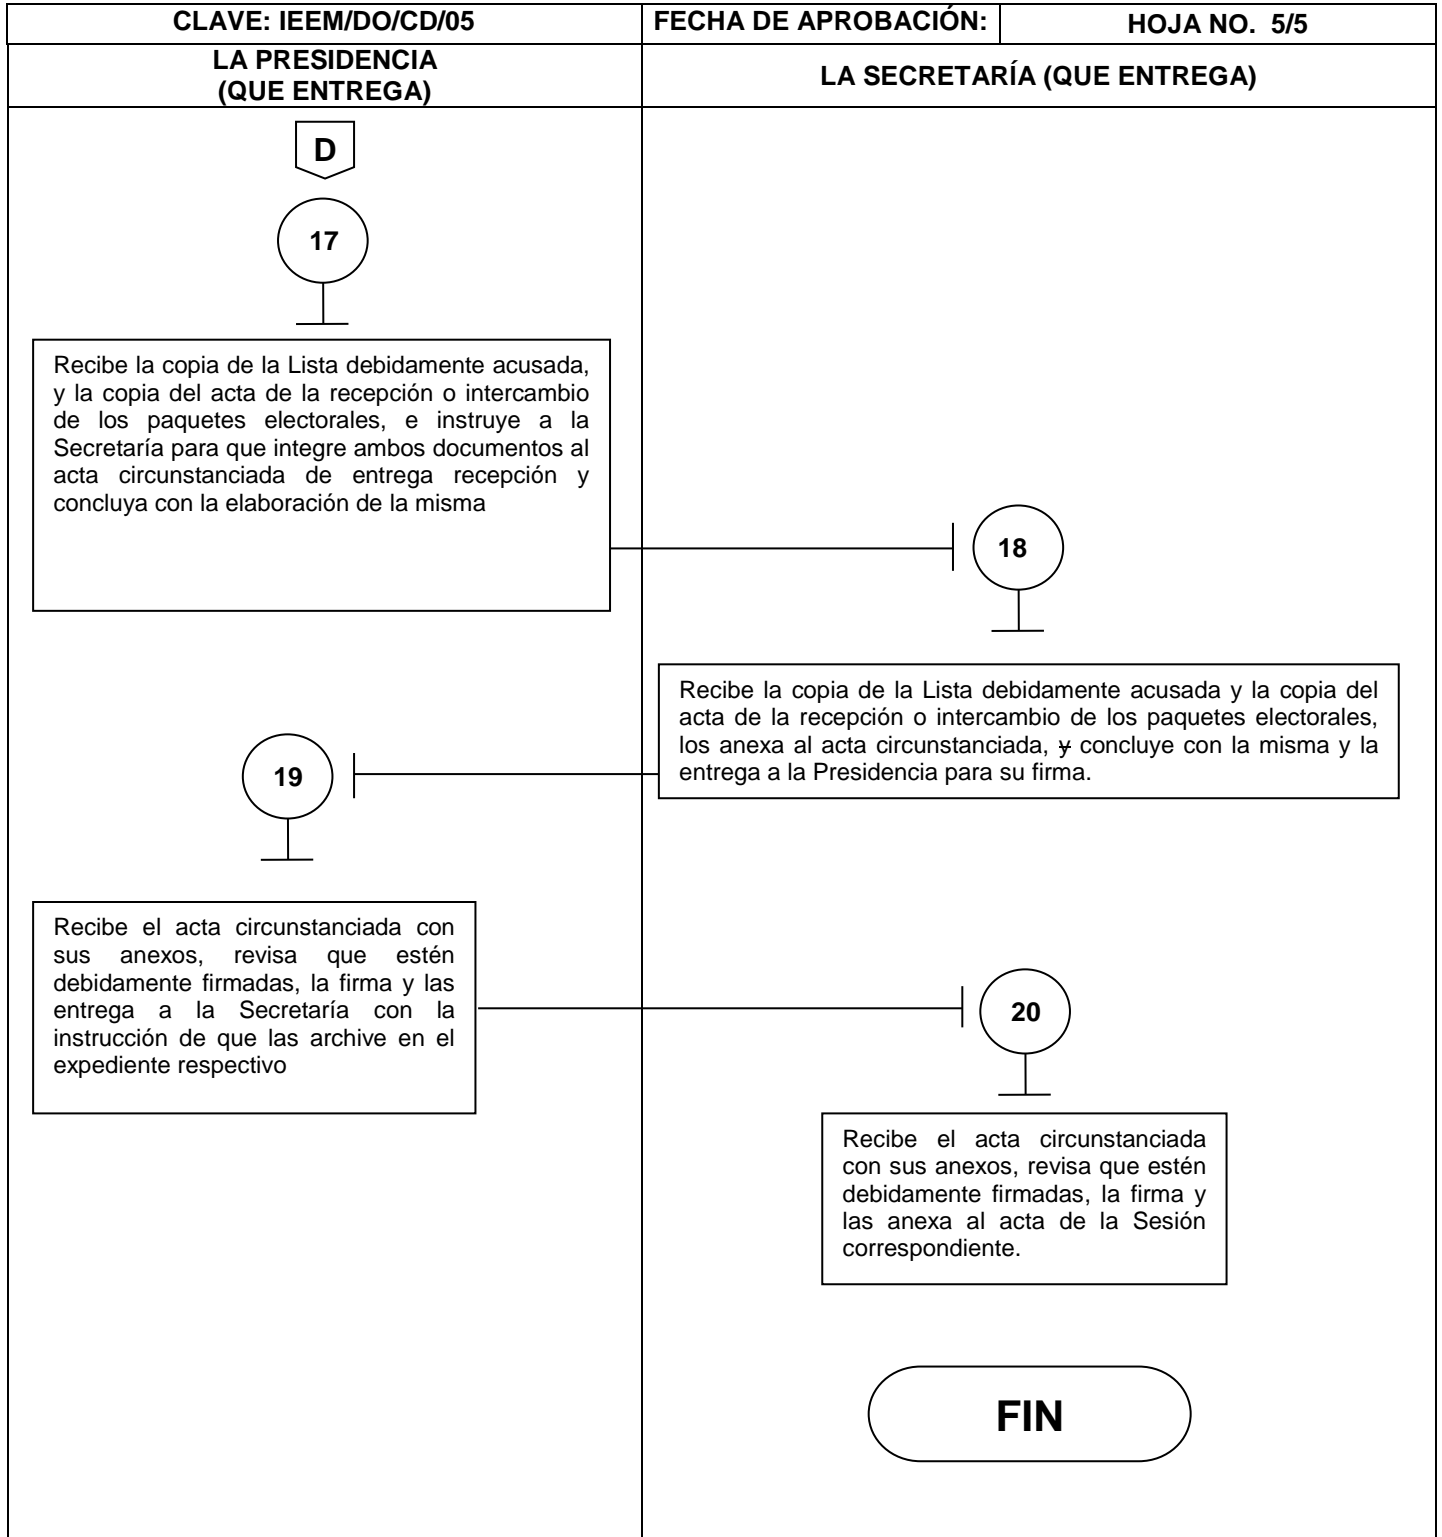 CLAVE: IEEM/DO/CD/05
FECHA DE APROBACIÓN:
HOJA NO. 5/5
LA PRESIDENCIA
(QUE ENTREGA)
LA SECRETARÍA (QUE ENTREGA)
D
17
Recibe la copia de la Lista debidamente acusada,
y la copia del acta de la recepción o intercambio
de los paquetes electorales, e instruye a la
Secretaría para que integre ambos documentos al
acta circunstanciada de entrega recepción y
concluya con la elaboración de la misma
18
Recibe la copia de la Lista debidamente acusada y la copia del
acta de la recepción o intercambio de los paquetes electorales,
los anexa al acta circunstanciada, y concluye con la misma y la
entrega a la Presidencia para su firma.
19
Recibe el acta circunstanciada con
sus anexos, revisa que estén
debidamente firmadas, la firma y las
entrega a la Secretaría con la
instrucción de que las archive en el
expediente respectivo
20
Recibe el acta circunstanciada
con sus anexos, revisa que estén
debidamente firmadas, la firma y
las anexa al acta de la Sesión
correspondiente.
FIN